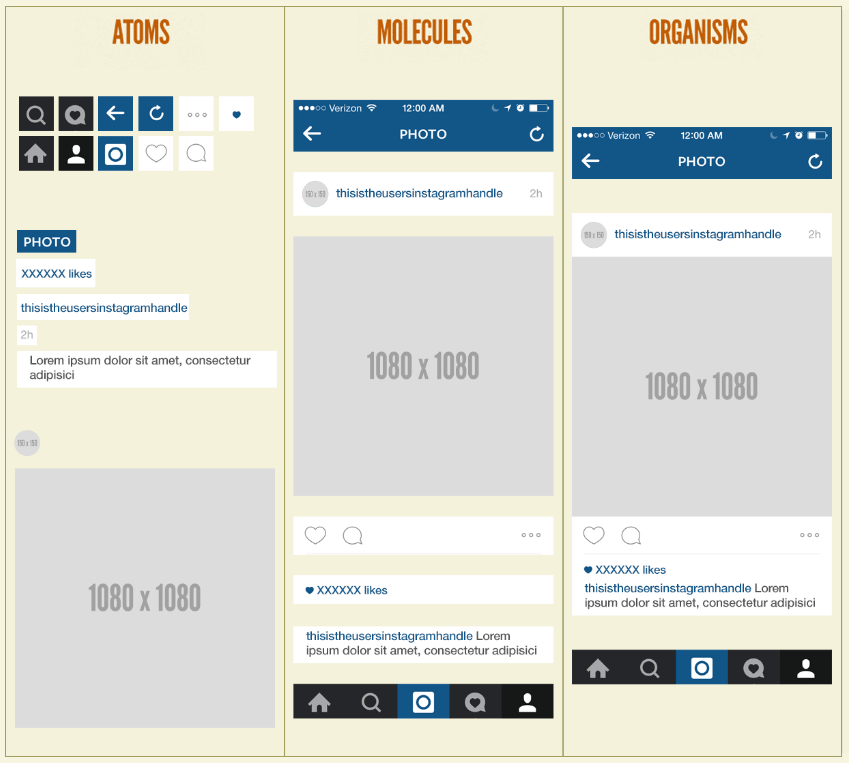 ATOMS
PHOTO
XXXXXX likes
thisistheusersinstagramhandle
2h
Lorem ipsum dolor sit amet, consectetur
adipisici
150 x 150
1080 x 1080
MOLECULES
Verizon 12:00 AM
PHOTO
150 x 150 thisistheusersinstagramhandle 2h
1080 x 1080
XXXXXX likes
thisistheusersinstagramhandle Lorem
ipsum dolor sit amet, consectetur adipisici
ORGANISMS
Verizon 12:00 AM
PHOTO
150 x 150 thisistheusersinstagramhandle 2h
1080 x 1080
XXXXXX likes
thisistheusersinstagramhandle Lorem
ipsum dolor sit amet, consectetur adipisici